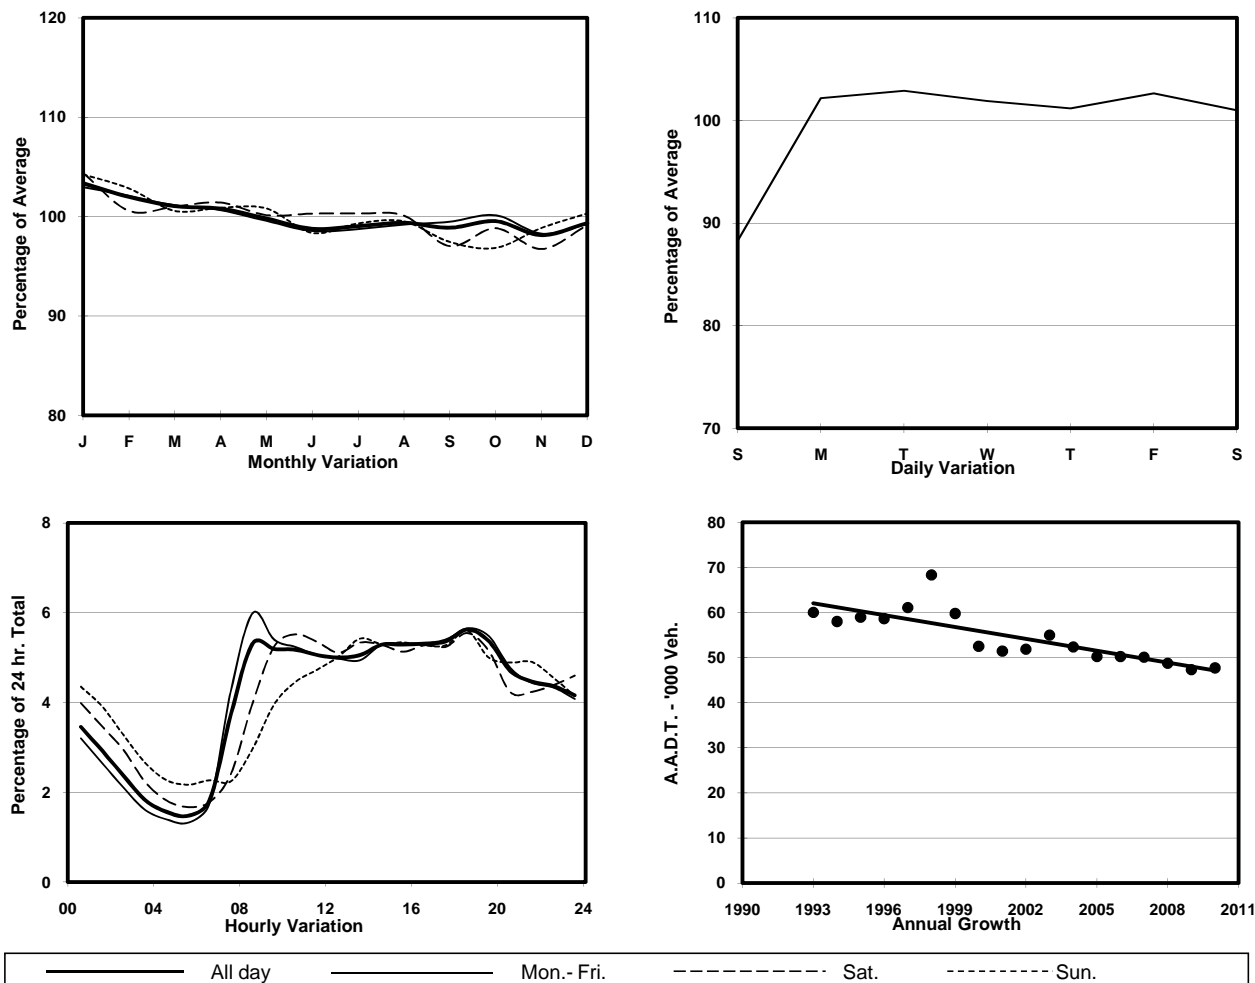 Percentage of Average
120
110
100
90
80
J F M A M J J A S O N D
Monthly Variation
Percentage of Average
110
100
90
80
70
S M T W T F S
Daily Variation
Percentage of 24 hr. Total
8
6
4
2
0
00 04 08 12 16 20 24
Hourly Variation
A.A.D.T. - '000 Veh.
80
70
60
50
40
30
20
10
0
1990 1993 1996 1999 2002 2005 2008 2011
Annual Growth
All day Mon.- Fri. Sat. Sun.